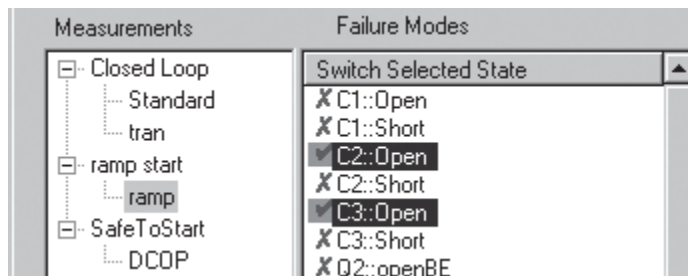 Measurements
Failure Modes
Closed Loop
Standard
tran
ramp start
ramp
SafeToStart
DCOP
Switch Selected State
C1::Open
C1::Short
C2::Open
C2::Short
C3::Open
C3::Short
Q2::openBE